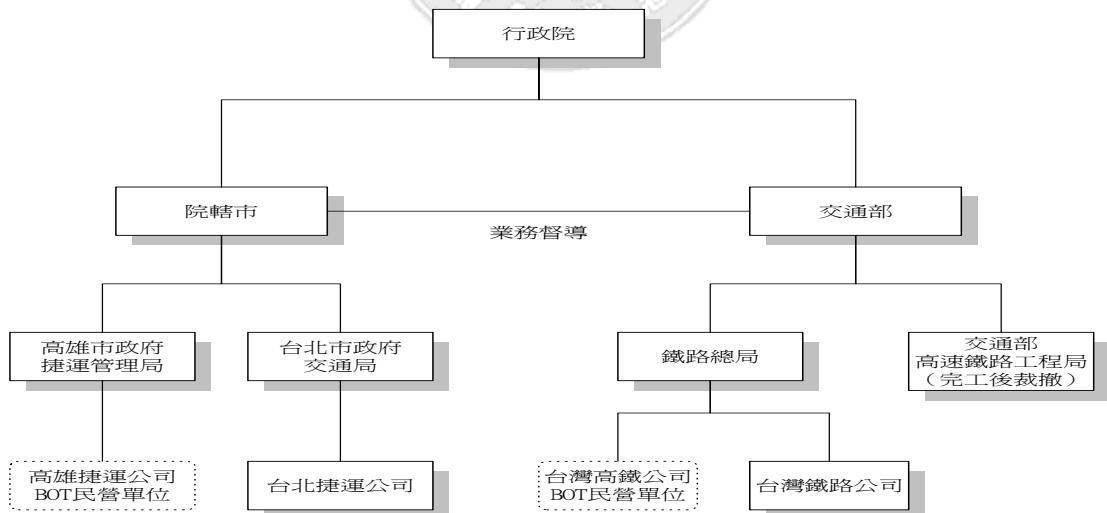 行政院
院轄市
交通部
業務督導
高雄市政府
捷運管理局
台北市政府
交通局
鐵路總局
交通部
高速鐵路工程局
（完工後裁撤）
高雄捷運公司
BOT民營單位
台北捷運公司
台灣高鐵公司
BOT民營單位
台灣鐵路公司